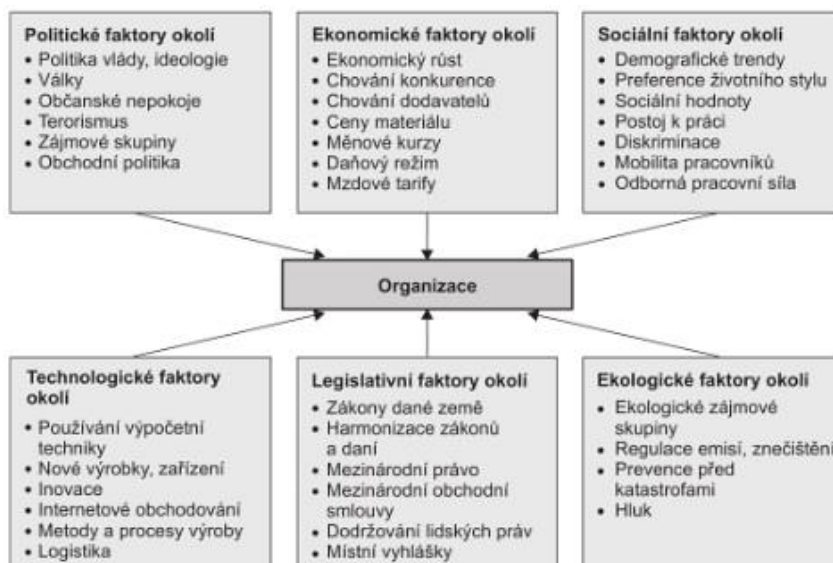 Politické faktory okolí
• Politika vlády, ideologie
• Války
• Občanské nepokoje
• Terorismus
• Zájmové skupiny
• Obchodní politika
Ekonomické faktory okolí
• Ekonomický růst
• Chování konkurence
• Chování dodavatelů
• Ceny materiálu
• Měnové kurzy
• Daňový režim
• Mzdové tarify
Sociální faktory okolí
• Demografické trendy
• Preference životního stylu
• Sociální hodnoty
• Postoj k práci
• Diskriminace
• Mobilita pracovníků
• Odborná pracovní síla
Organizace
Technologické faktory
okolí
• Používání výpočetní
techniky
• Nové výrobky, zařízení
• Inovace
• Internetové obchodování
• Metody a procesy výroby
• Logistika
Legislativní faktory okolí
• Zákony dané země
• Harmonizace zákonů
a daní
• Mezinárodní právo
• Mezinárodní obchodní
smlouvy
• Dodržování lidských práv
• Místní vyhlášky
Ekologické faktory okolí
• Ekologické zájmové
skupiny
• Regulace emisí, znečištění
• Prevence před
katastrofami
• Hluk